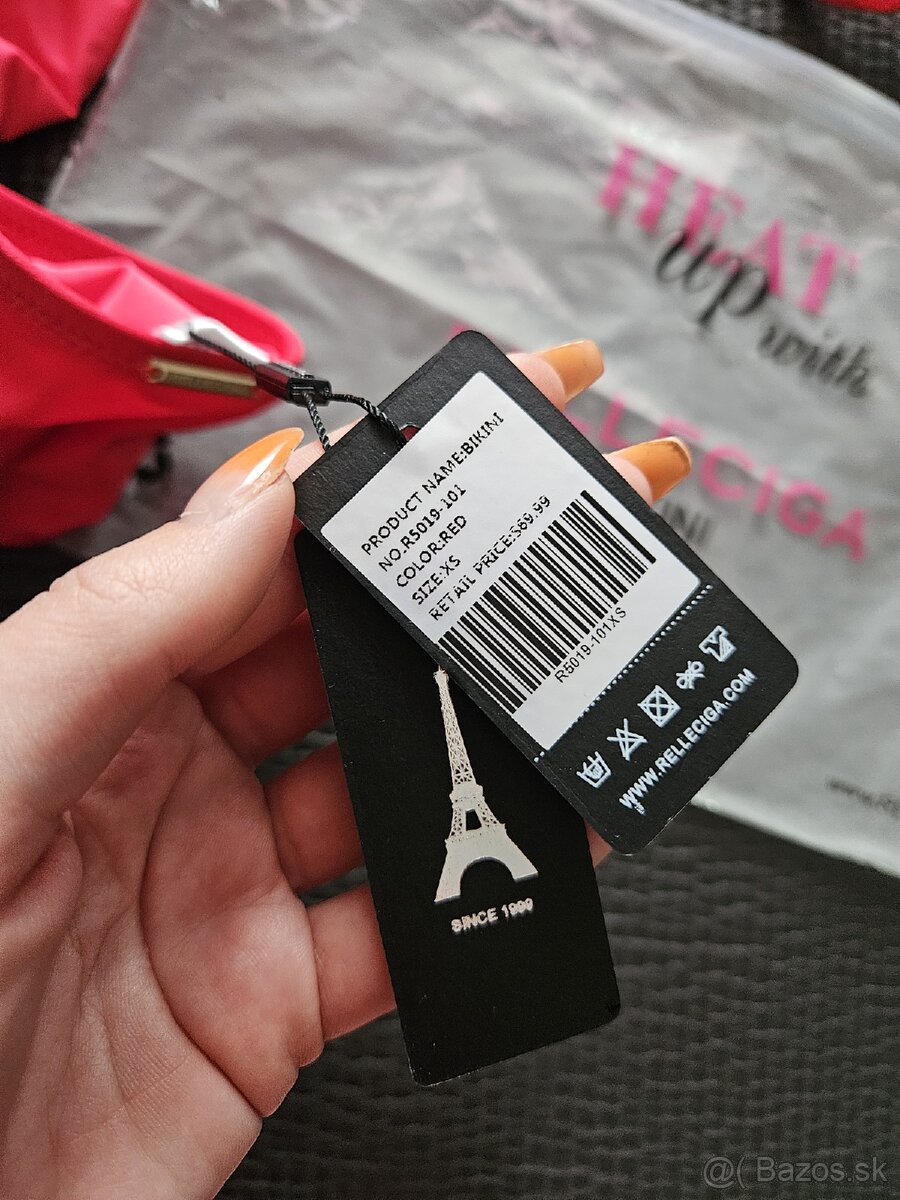 HEAT
up with
RELLECIGA
PRODUCT NAME:BIKINI
NO.R5019-101
COLOR:RED
SIZE:XS
RETAIL PRICE:$69.99
R5019-101XS
WWW.RELLECIGA.COM
SINCE 1999
@( Bazos.sk